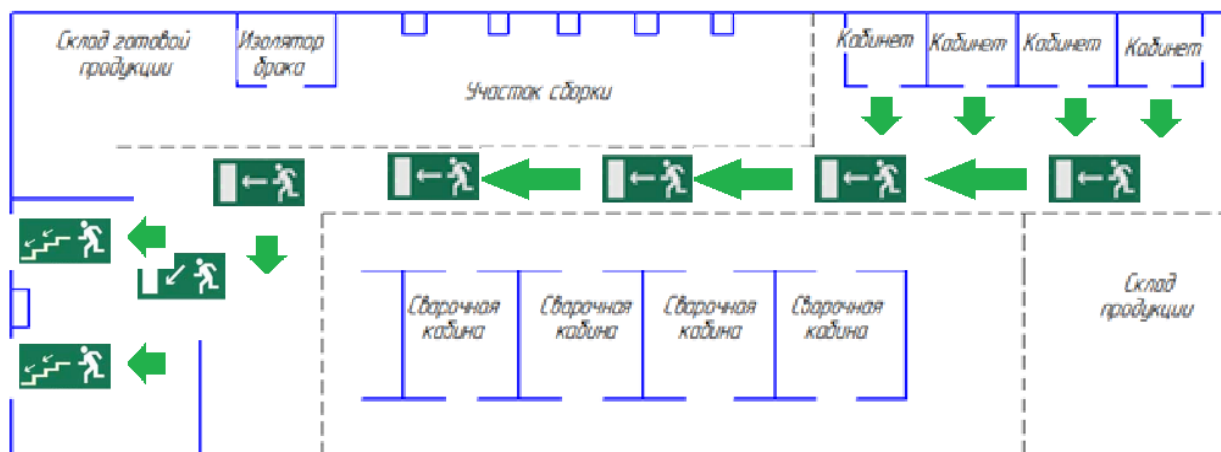 Склад готовой
продукции
Изолятор
брака
Участок сборки
Кабинет
Кабинет
Кабинет
Кабинет
Сварочная
кабина
Сварочная
кабина
Сварочная
кабина
Сварочная
кабина
Склад
продукции